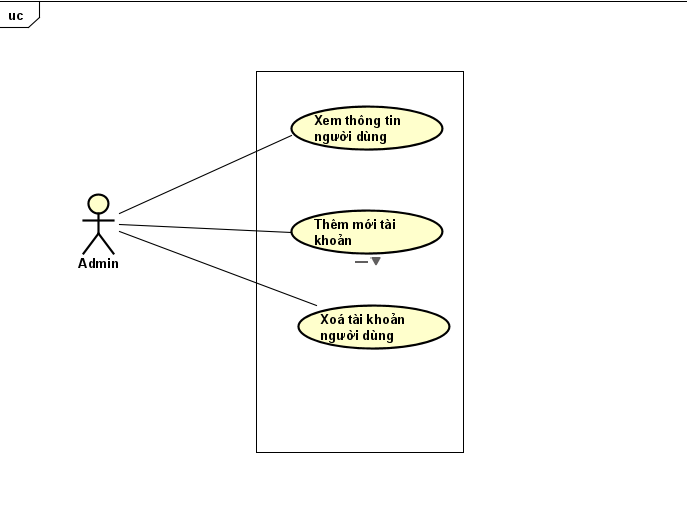 uc
Xem thông tin
người dùng
Thêm mới tài
khoản
Admin
Xoá tài khoản
người dùng